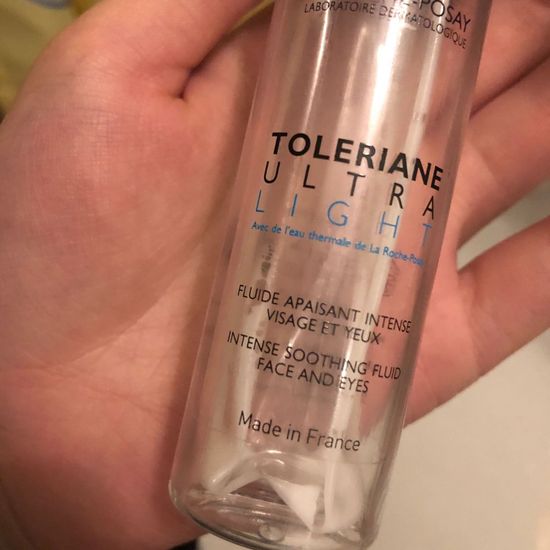 LABORATOIRE DERMATOLOGIQUE
TOLERIANE
ULTRA
LIGHT
Avec de l'eau thermale de La Roche-Posay
FLUIDE APAISANT INTENSE
VISAGE ET YEUX
INTENSE SOOTHING FLUID
FACE AND EYES
Made in France